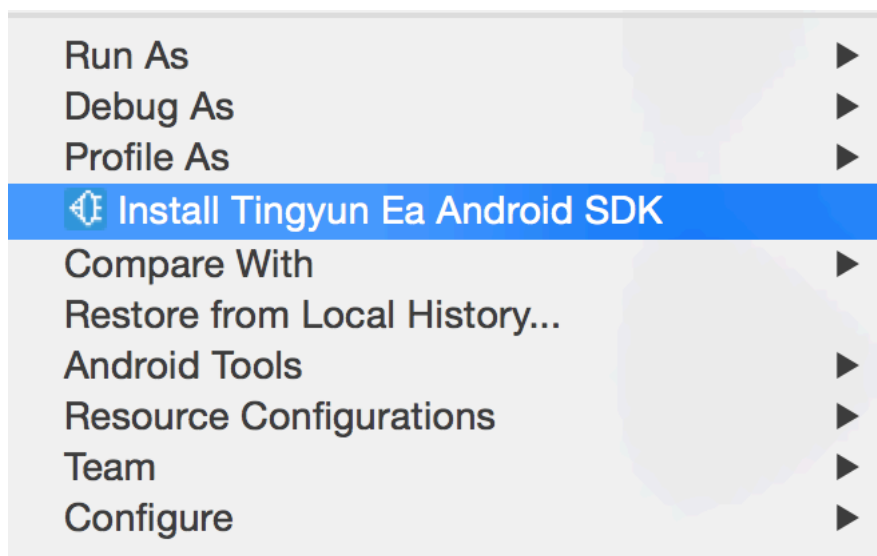 Run As
Debug As
Profile As
Install Tingyun Ea Android SDK
Compare With
Restore from Local History...
Android Tools
Resource Configurations
Team
Configure